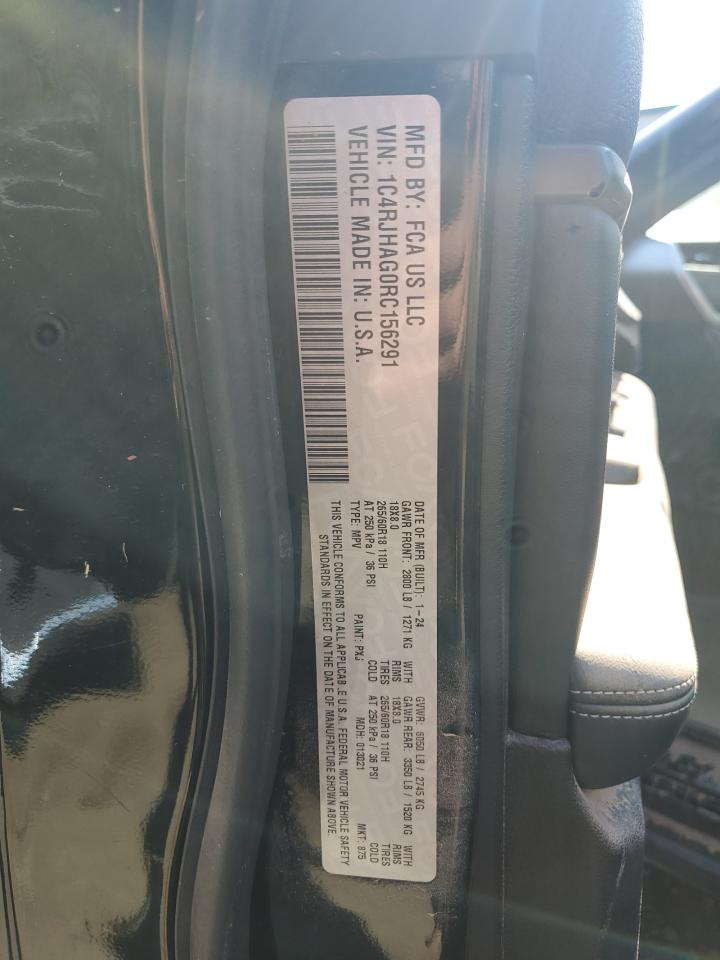 MFD BY: FCA US LLC
VIN: 1C4RJHAG0RC156291
VEHICLE MADE IN: U.S.A.
DATE OF MFR (BUILT): 1-24 GVWR: 6050 LB / 2745 KG
GAWR FRONT: 2800 LB / 1271 KG WITH GAWR REAR: 3350 LB / 1520 KG WITH
18X8.0 RIMS 18X8.0 RIMS
265/60R18 110H TIRES 265/60R18 110H TIRES
AT 250 kPa / 36 PSI COLD AT 250 kPa / 36 PSI COLD
TYPE: MPV PAINT: PXJ MDH: 013021 MKT: 875
THIS VEHICLE CONFORMS TO ALL APPLICABLE U.S.A. FEDERAL MOTOR VEHICLE SAFETY
STANDARDS IN EFFECT ON THE DATE OF MANUFACTURE SHOWN ABOVE.